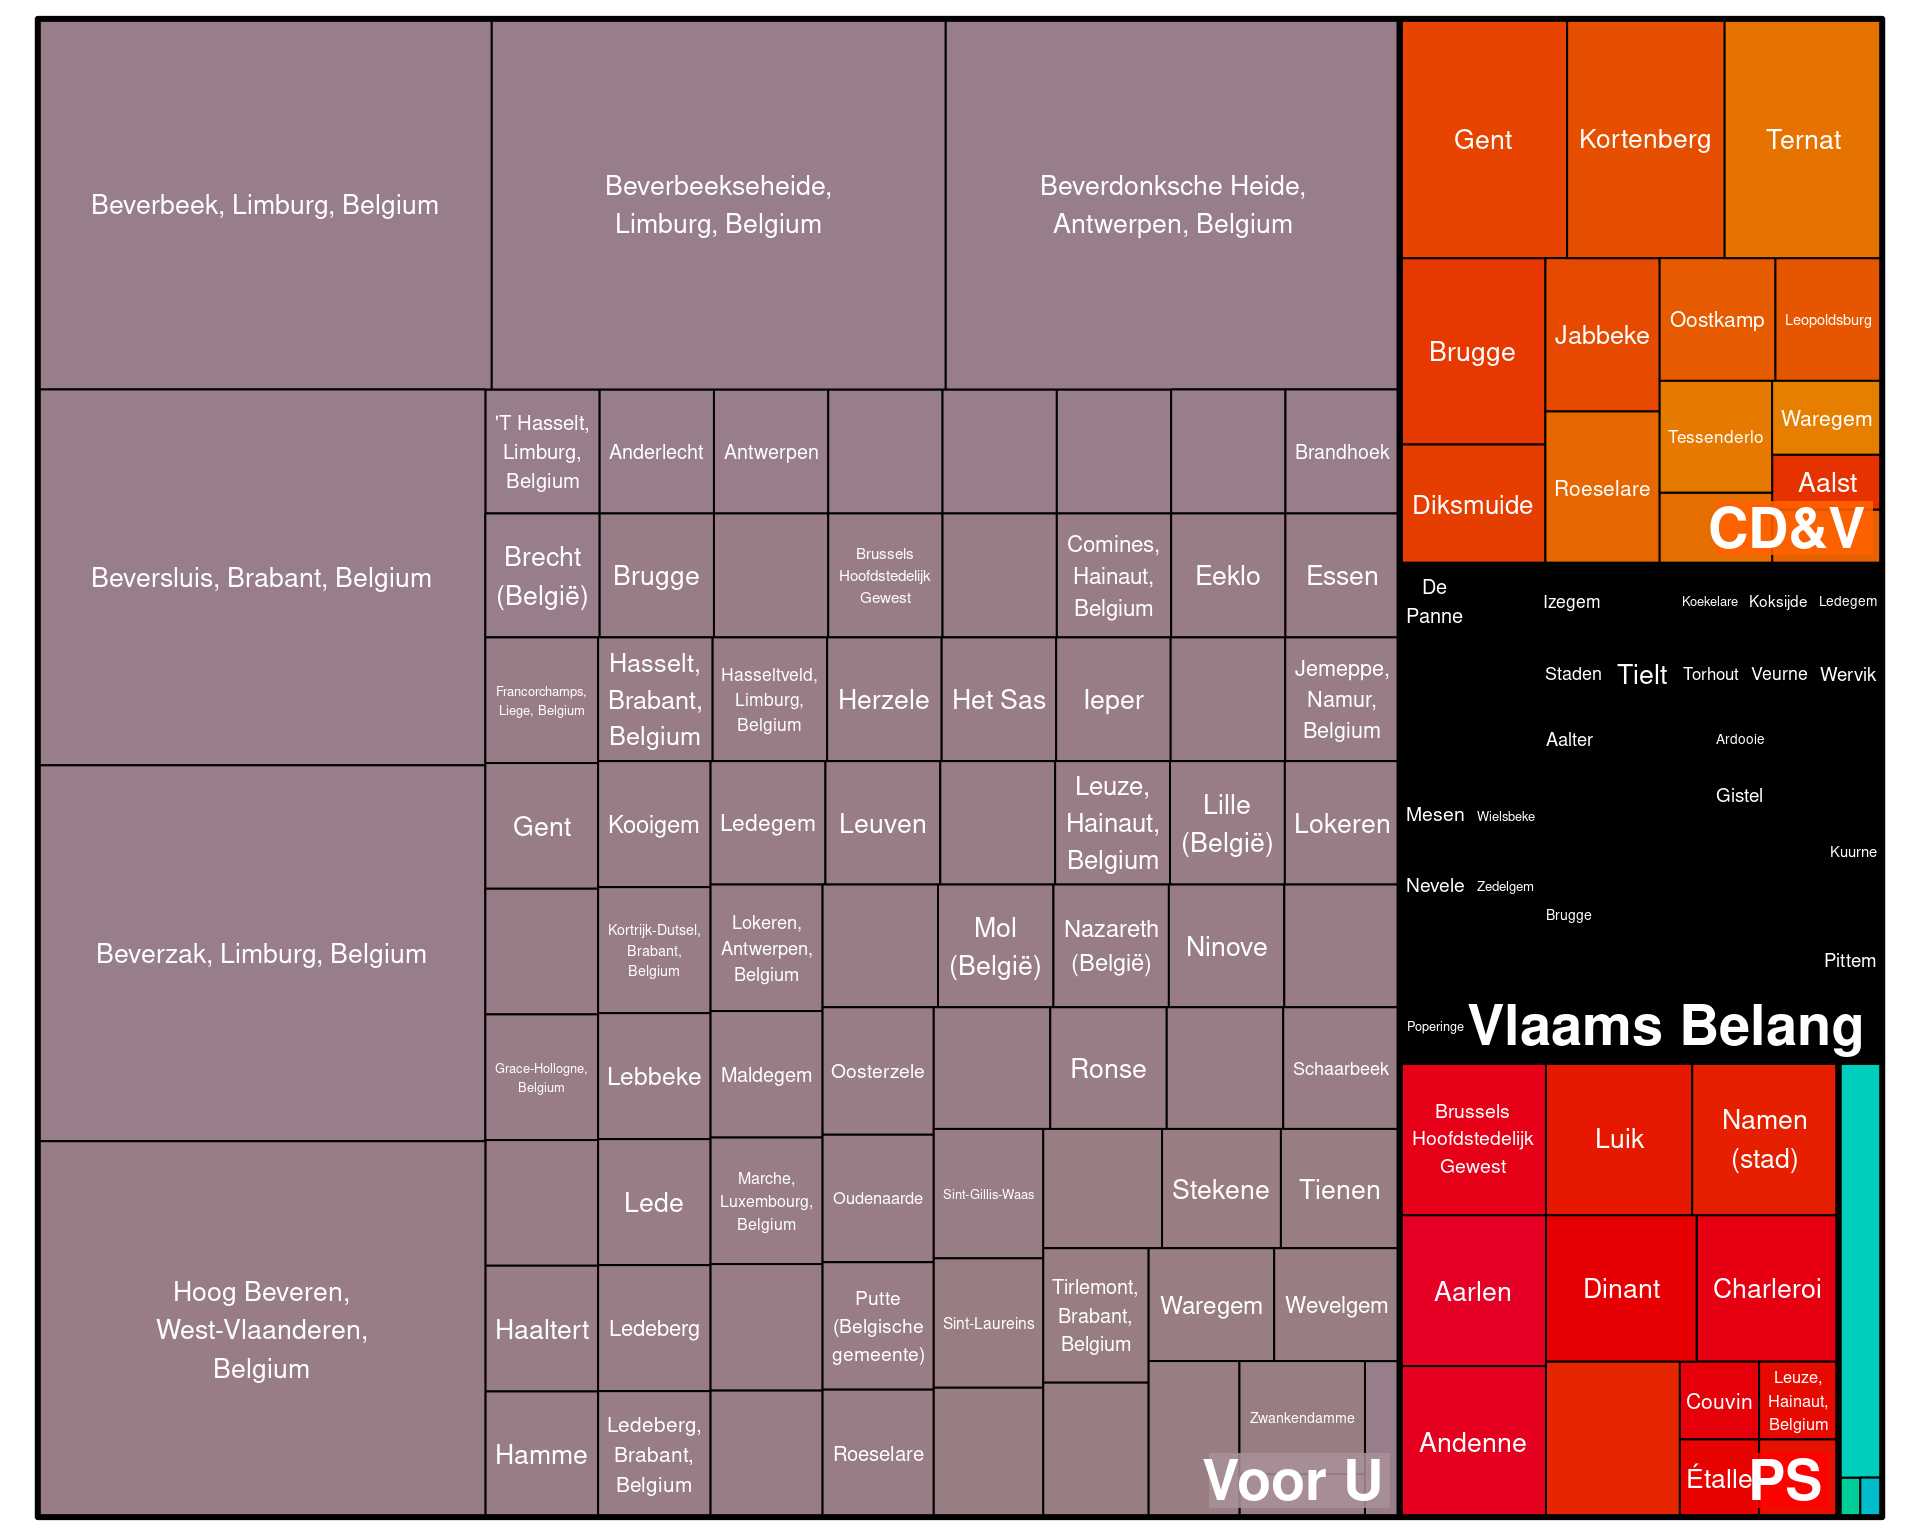 Beverbeek, Limburg, Belgium
Beverbeekseheide,
Limburg, Belgium
Beverdonksche Heide,
Antwerpen, Belgium
Beversluis, Brabant, Belgium
Beverzak, Limburg, Belgium
Hoog Beveren,
West-Vlaanderen,
Belgium
'T Hasselt,
Limburg,
Belgium
Anderlecht
Antwerpen
Brandhoek
Brecht
(België)
Brugge
Brussels
Hoofdstedelijk
Gewest
Comines,
Hainaut,
Belgium
Eeklo
Essen
Francorchamps,
Liege, Belgium
Hasselt,
Brabant,
Belgium
Hasseltveld,
Limburg,
Belgium
Herzele
Het Sas
Ieper
Jemeppe,
Namur,
Belgium
Gent
Kooigem
Ledegem
Leuven
Leuze,
Hainaut,
Belgium
Lille
(België)
Lokeren
Kortrijk-Dutsel,
Brabant,
Belgium
Lokeren,
Antwerpen,
Belgium
Mol
(België)
Nazareth
(België)
Ninove
Grace-Hollogne,
Belgium
Lebbeke
Maldegem
Oosterzele
Ronse
Schaarbeek
Lede
Marche,
Luxembourg,
Belgium
Oudenaarde
Sint-Gillis-Waas
Stekene
Tienen
Haaltert
Ledeberg
Putte
(Belgische
gemeente)
Sint-Laureins
Tirlemont,
Brabant,
Belgium
Waregem
Wevelgem
Hamme
Ledeberg,
Brabant,
Belgium
Roeselare
Zwankendamme
Voor U
Gent
Kortenberg
Ternat
Brugge
Jabbeke
Oostkamp
Leopoldsburg
Diksmuide
Roeselare
Tessenderlo
Waregem
Aalst
CD&V
De
Panne
Izegem
Koekelare
Koksijde
Ledegem
Staden
Tielt
Torhout
Veurne
Wervik
Aalter
Ardooie
Gistel
Mesen
Wielsbeke
Kuurne
Nevele
Zedelgem
Brugge
Pittem
Poperinge
Vlaams Belang
Brussels
Hoofdstedelijk
Gewest
Luik
Namen
(stad)
Aarlen
Dinant
Charleroi
Andenne
Couvin
Leuze,
Hainaut,
Belgium
Étalle
PS